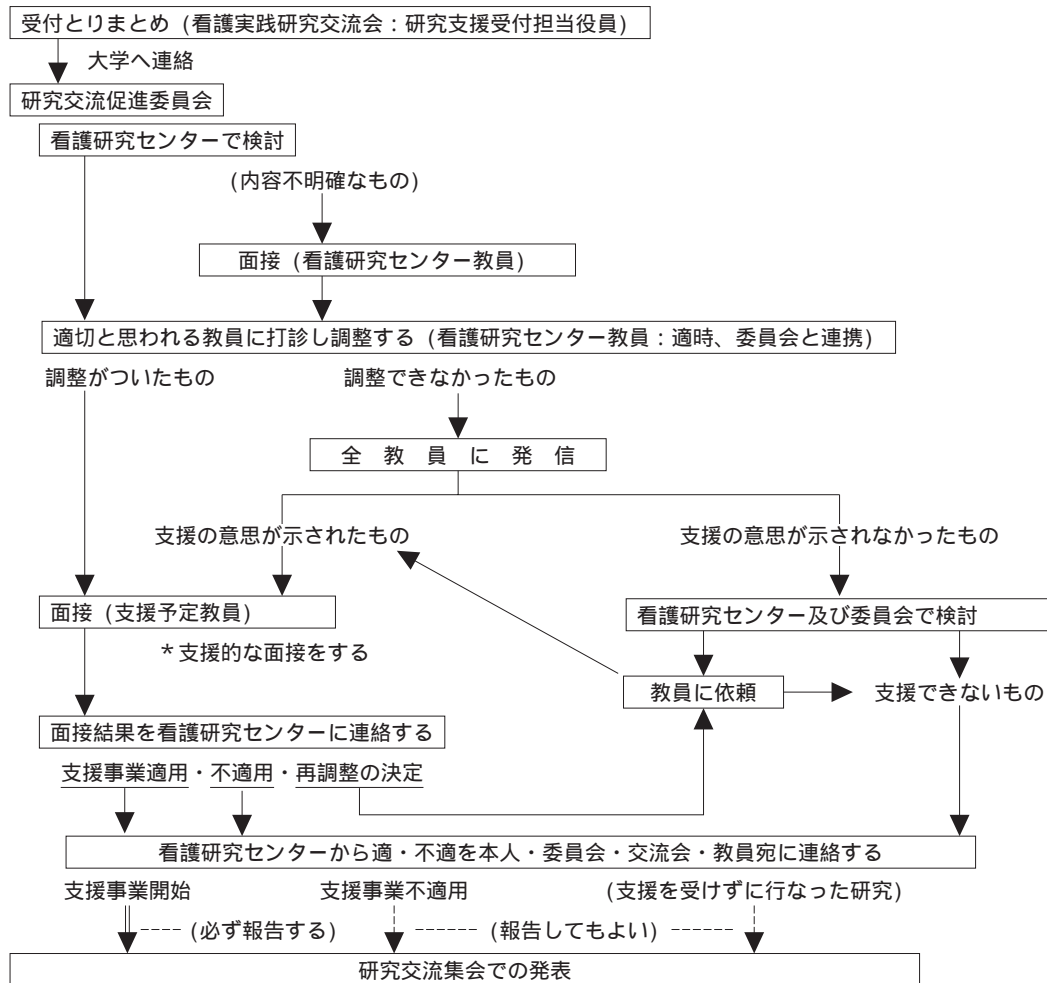 受付とりまとめ (看護実践研究交流会：研究支援受付担当役員)
大学へ連絡
研究交流促進委員会
看護研究センターで検討
(内容不明確なもの)
面接 (看護研究センター教員)
適切と思われる教員に打診し調整する (看護研究センター教員：適時、委員会と連携)
調整がついたもの
調整できなかったもの
全 教 員 に 発 信
支援の意思が示されたもの
支援の意思が示されなかったもの
面接 (支援予定教員)
看護研究センター及び委員会で検討
*支援的な面接をする
教員に依頼
支援できないもの
面接結果を看護研究センターに連絡する
支援事業適用・不適用・再調整の決定
看護研究センターから適・不適を本人・委員会・交流会・教員宛に連絡する
支援事業開始
支援事業不適用
(支援を受けずに行なった研究)
(必ず報告する)
(報告してもよい)
研究交流集会での発表